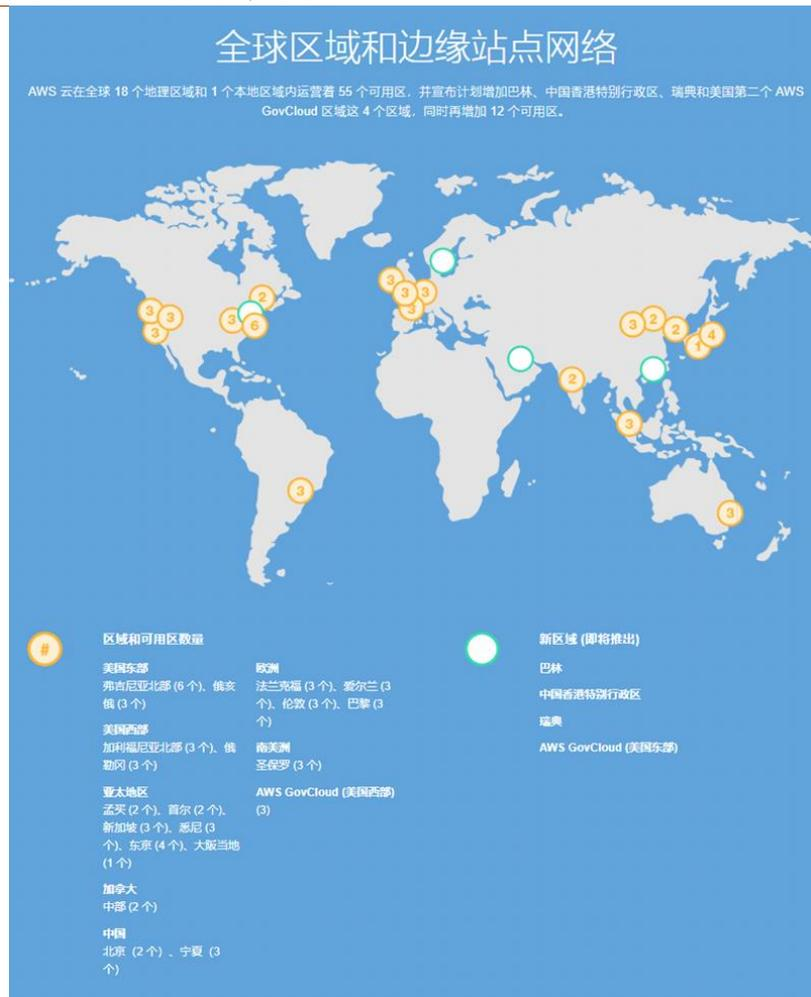 全球区域和边缘站点网络
AWS 云在全球 18 个地理区域和 1 个本地区域内运营着 55 个可用区，并宣布计划增加巴林、中国香港特别行政区、瑞典和美国第二个 AWS
GovCloud 区域这 4 个区域，同时再增加 12 个可用区。
3
3
3
2
3
6
3
3
3
3
3
2
2
1
4
2
3
3
3
#
区域和可用区数量
美国东部
弗吉尼亚北部 (6 个)、俄亥
俄 (3 个)
美国西部
加利福尼亚北部 (3 个)、俄
勒冈 (3 个)
亚太地区
孟买 (2 个)、首尔 (2 个)、
新加坡 (3 个)、悉尼 (3
个)、东京 (4 个)、大阪当地
(1 个)
加拿大
中部 (2 个)
中国
北京（2 个）、宁夏（3
个）
欧洲
法兰克福 (3 个)、爱尔兰 (3
个)、伦敦 (3 个)、巴黎 (3
个)
南美洲
圣保罗 (3 个)
AWS GovCloud (美国西部)
(3)
新区域 (即将推出)
巴林
中国香港特别行政区
瑞典
AWS GovCloud (美国东部)